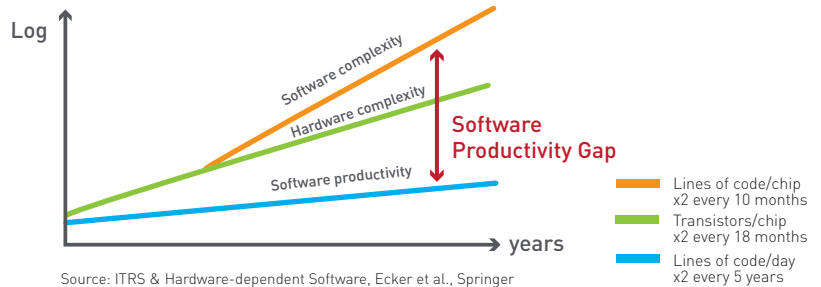 Log
Software complexity
Hardware complexity
Software
Productivity Gap
Software productivity
Lines of code/chip
x2 every 10 months
Transistors/chip
x2 every 18 months
Lines of code/day
x2 every 5 years
years
Source: ITRS & Hardware-dependent Software, Ecker et al., Springer